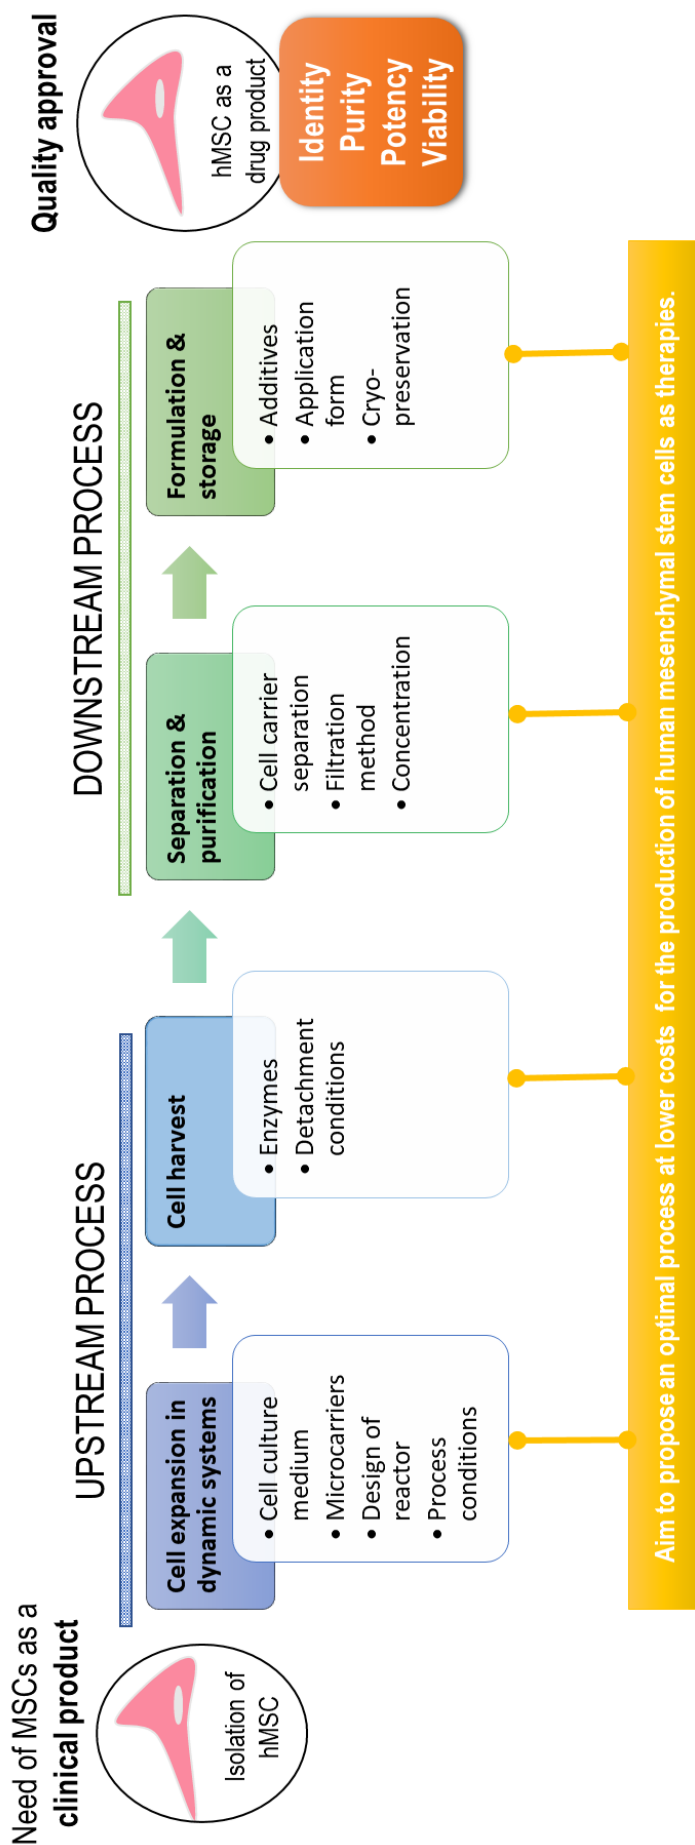 Need of MSCs as a
clinical product
Isolation of
hMSC
UPSTREAM PROCESS
Cell expansion in
dynamic systems
• Cell culture
medium
• Microcarriers
• Design of
reactor
• Process
conditions
Cell harvest
• Enzymes
• Detachment
conditions
DOWNSTREAM PROCESS
Separation &
purification
• Cell carrier
separation
• Filtration
method
• Concentration
Formulation &
storage
• Additives
• Application
form
• Cryo-
preservation
Quality approval
hMSC as a
drug product
Identity
Purity
Potency
Viability
Aim to propose an optimal process at lower costs for the production of human mesenchymal stem cells as therapies.